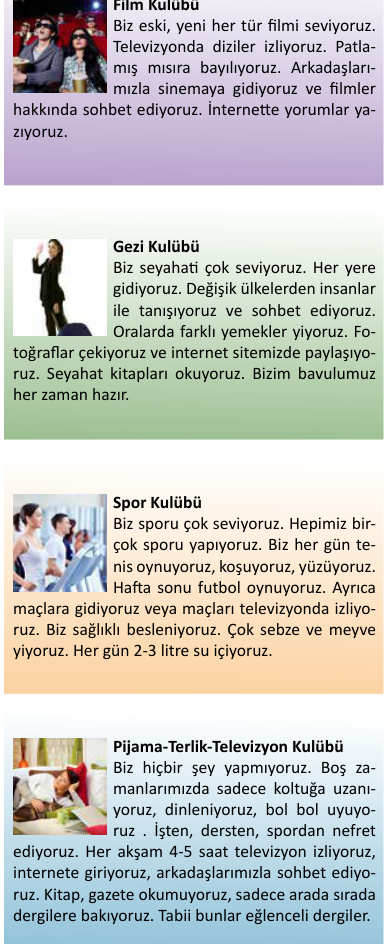 Film Kulübü
Biz eski, yeni her tür filmi seviyoruz.
Televizyonda diziler izliyoruz. Patla-
mış mısıra bayılıyoruz. Arkadaşları-
mızla sinemaya gidiyoruz ve filmler
hakkında sohbet ediyoruz. İnternette yorumlar ya-
zıyoruz.
Gezi Kulübü
Biz seyahati çok seviyoruz. Her yere
gidiyoruz. Değişik ülkelerden insanlar
ile tanışıyoruz ve sohbet ediyoruz.
Oralarda farklı yemekler yiyoruz. Fo-
toğraflar çekiyoruz ve internet sitemizde paylaşıyo-
ruz. Seyahat kitapları okuyoruz. Bizim bavulumuz
her zaman hazır.
Spor Kulübü
Biz sporu çok seviyoruz. Hepimiz bir-
çok sporu yapıyoruz. Biz her gün te-
nis oynuyoruz, koşuyoruz, yüzüyoruz.
Hafta sonu futbol oynuyoruz. Ayrıca
maçlara gidiyoruz veya maçları televizyonda izliyo-
ruz. Biz sağlıklı besleniyoruz. Çok sebze ve meyve
yiyoruz. Her gün 2-3 litre su içiyoruz.
Pijama-Terlik-Televizyon Kulübü
Biz hiçbir şey yapmıyoruz. Boş za-
manlarımızda sadece koltuğa uzanı-
yoruz, dinleniyoruz, bol bol uyuyo-
ruz . İşten, dersten, spordan nefret
ediyoruz. Her akşam 4-5 saat televizyon izliyoruz,
internete giriyoruz, arkadaşlarımızla sohbet ediyo-
ruz. Kitap, gazete okumuyoruz, sadece arada sırada
dergilere bakıyoruz. Tabii bunlar eğlenceli dergiler.